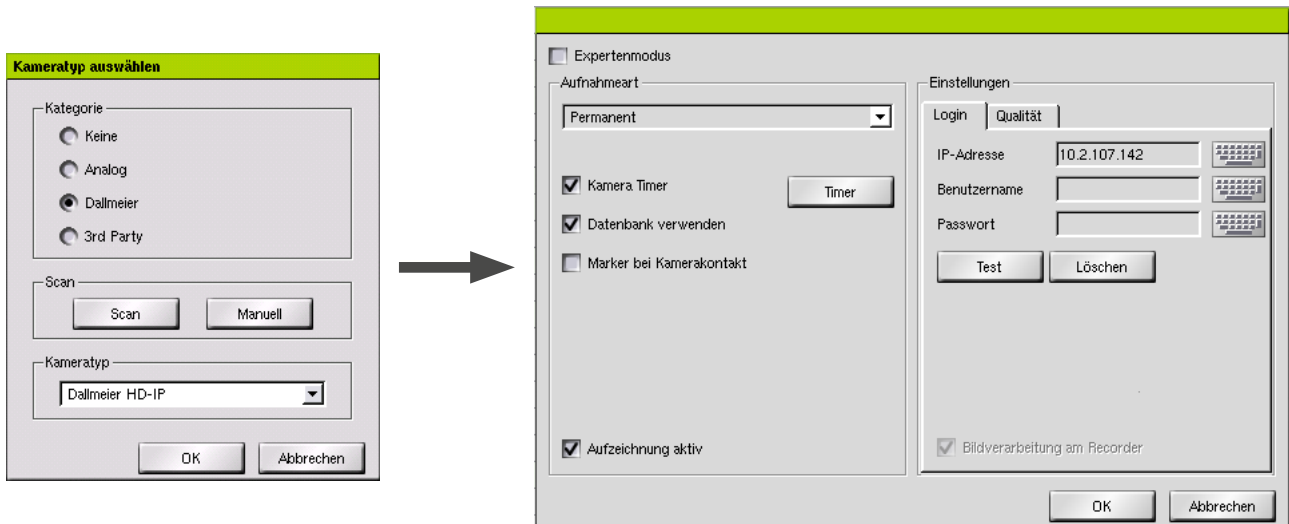 Kameratyp auswählen
Kategorie
Keine
Analog
Dallmeier
3rd Party
Scan
Scan
Manuell
Kameratyp
Dallmeier HD-IP
OK
Abbrechen
Expertenmodus
Aufnahmeart
Permanent
Kamera Timer
Timer
Datenbank verwenden
Marker bei Kamerakontakt
Aufzeichnung aktiv
Einstellungen
Login
Qualität
IP-Adresse
10.2.107.142
Benutzername
Passwort
Test
Löschen
Bildverarbeitung am Recorder
OK
Abbrechen